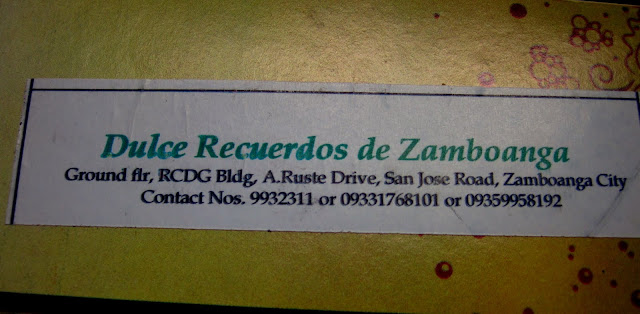 Dulce Recuerdos de Zamboanga
Ground flr, RCDG Bldg, A.Ruste Drive, San Jose Road, Zamboanga City
Contact Nos. 9932311 or 09331768101 or 09359958192